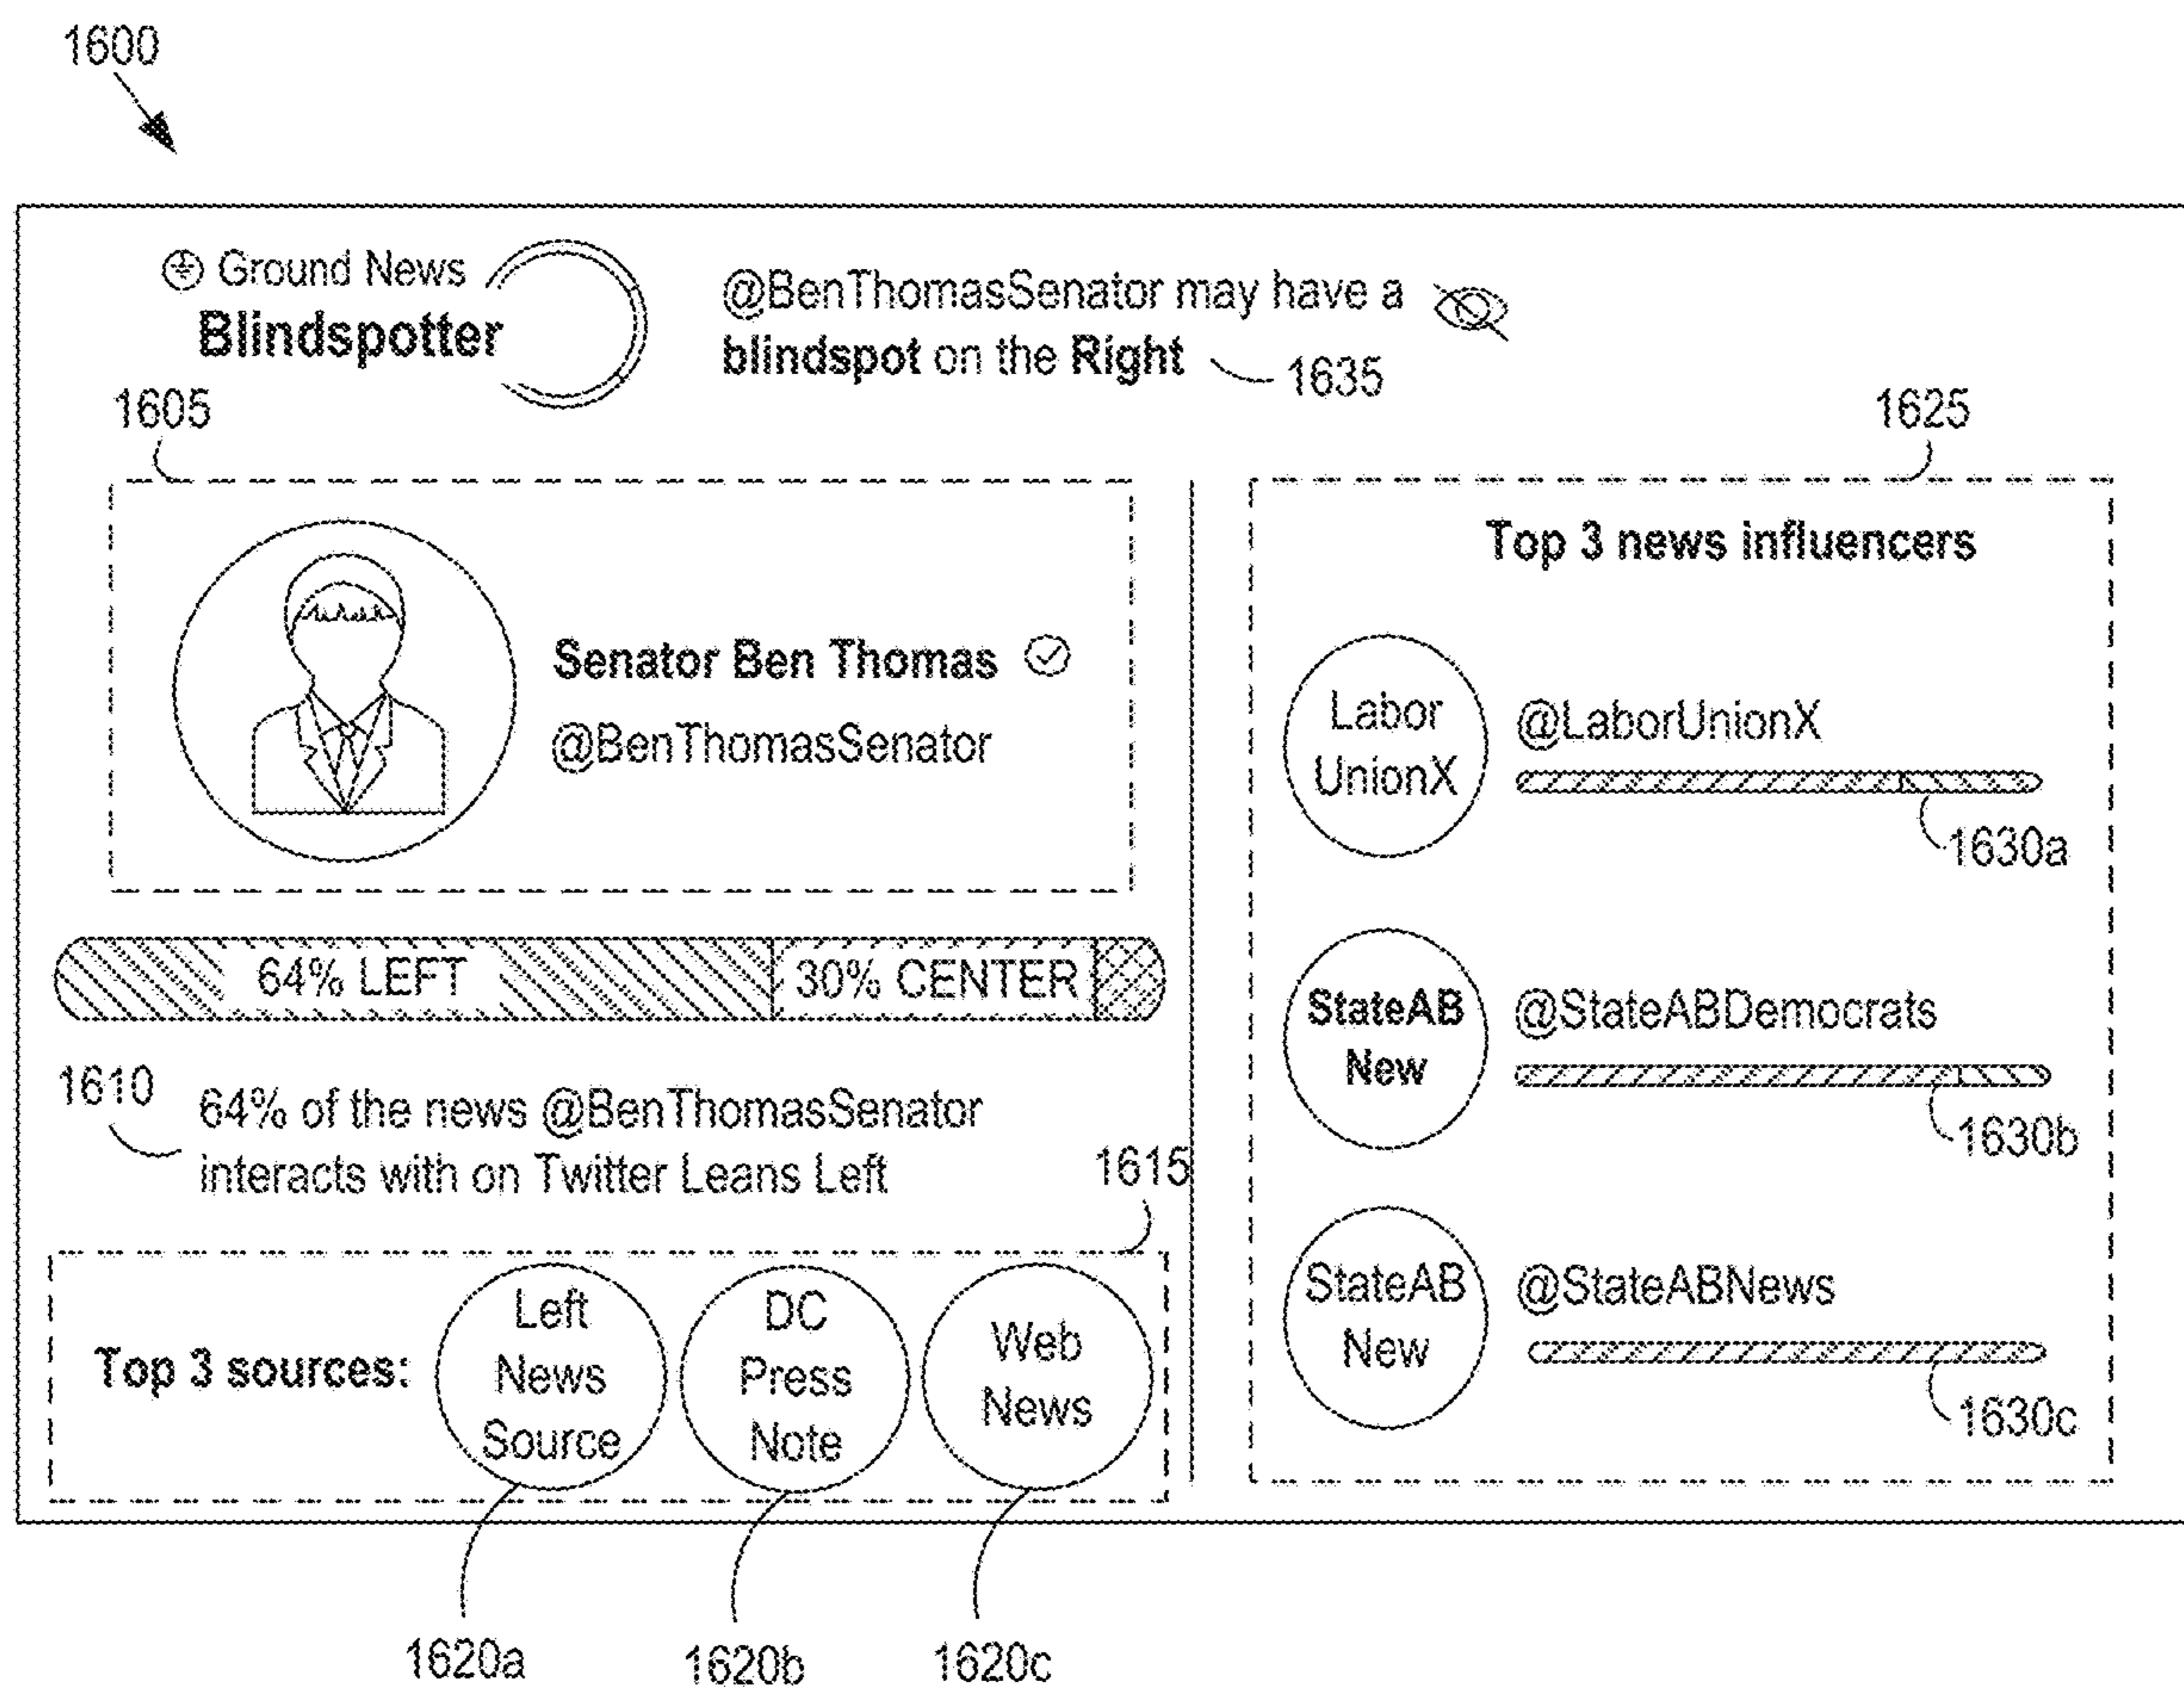 1600
Ground News
Blindspotter
@BenThomasSenator may have a
blindspot on the Right
1635
1605
Senator Ben Thomas
@BenThomasSenator
64% LEFT
30% CENTER
1610
64% of the news @BenThomasSenator
interacts with on Twitter Leans Left
1615
Top 3 sources:
Left
News
Source
DC
Press
Note
Web
News
1620a
1620b
1620c
1625
Top 3 news influencers
Labor
UnionX
@LaborUnionX
1630a
StateAB
New
@StateABDemocrats
1630b
StateAB
New
@StateABNews
1630c